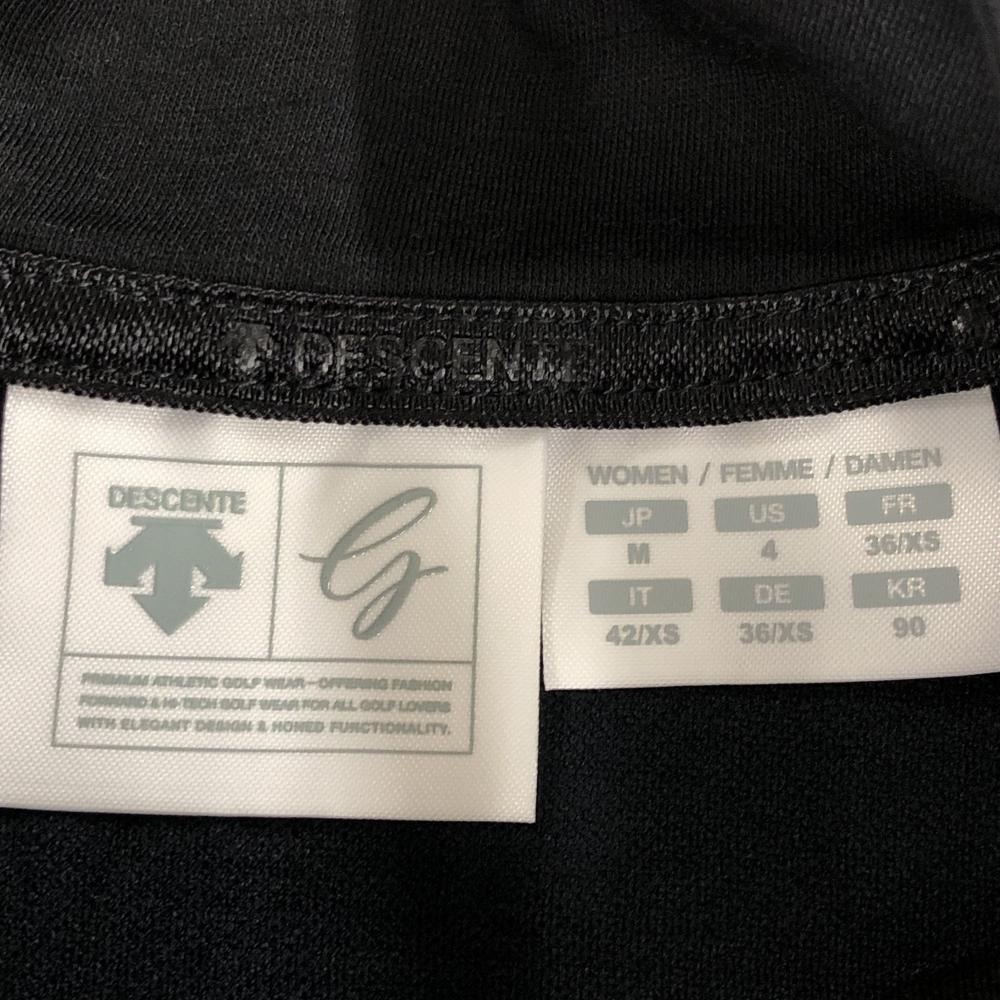 DESCENTE
DESCENTE
G
PREMIUM ATHLETIC GOLF WEAR—OFFERING FASHION
FORWARD & HI-TECH GOLF WEAR FOR ALL GOLF LOVERS
WITH ELEGANT DESIGN & HONED FUNCTIONALITY.
WOMEN / FEMME / DAMEN
JP US FR
M 4 36/XS
IT DE KR
42/XS 36/XS 90